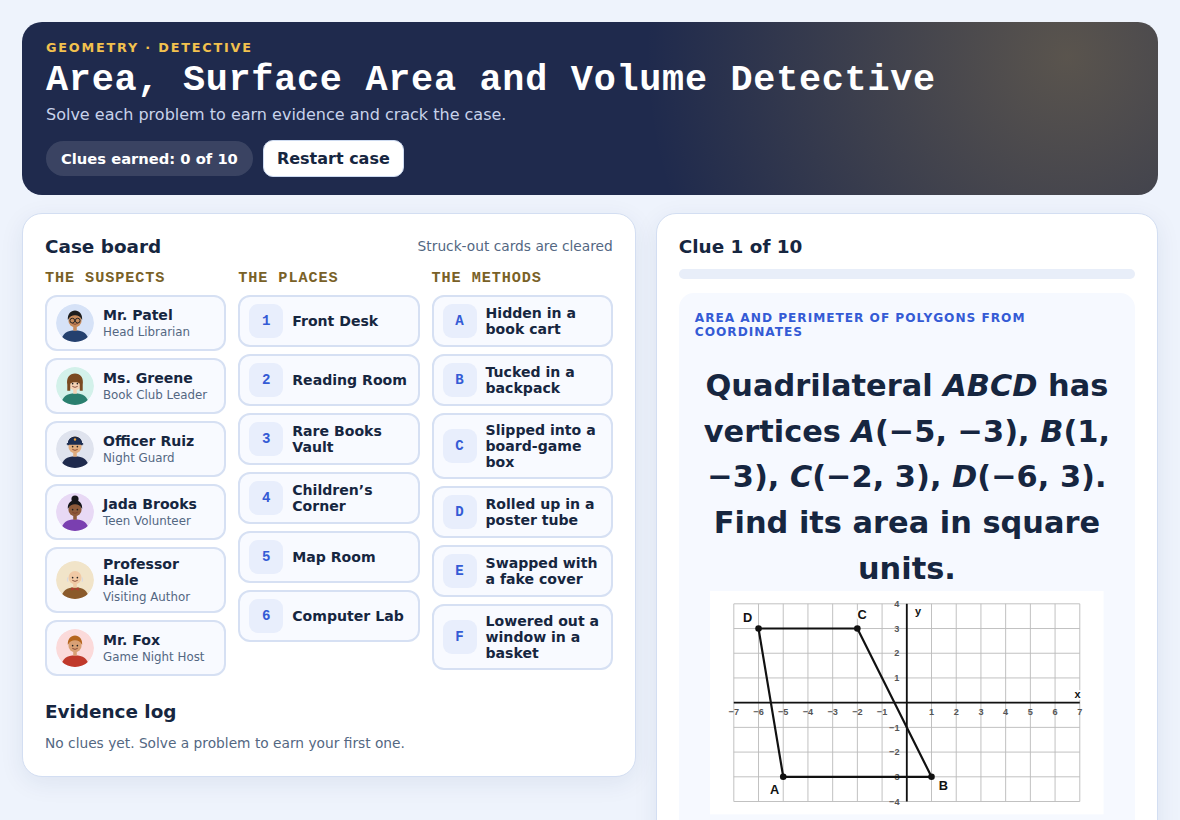 GEOMETRY · DETECTIVE
Area, Surface Area and Volume Detective
Solve each problem to earn evidence and crack the case.
Clues earned: 0 of 10
Restart case
Case board
Struck-out cards are cleared
THE SUSPECTS
Mr. Patel
Head Librarian
Ms. Greene
Book Club Leader
Officer Ruiz
Night Guard
Jada Brooks
Teen Volunteer
Professor
Hale
Visiting Author
Mr. Fox
Game Night Host
THE PLACES
1 Front Desk
2 Reading Room
3 Rare Books
Vault
4 Children’s
Corner
5 Map Room
6 Computer Lab
THE METHODS
A Hidden in a
book cart
B Tucked in a
backpack
C Slipped into a
board-game
box
D Rolled up in a
poster tube
E Swapped with
a fake cover
F Lowered out a
window in a
basket
Evidence log
No clues yet. Solve a problem to earn your first one.
Clue 1 of 10
AREA AND PERIMETER OF POLYGONS FROM
COORDINATES
Quadrilateral ABCD has
vertices A(−5, −3), B(1,
−3), C(−2, 3), D(−6, 3).
Find its area in square
units.
4
y
D
C
3
2
1
x
−7 −6 −5 −4 −3 −2 −1 1 2 3 4 5 6 7
−1
−2
−3
A
B
−4